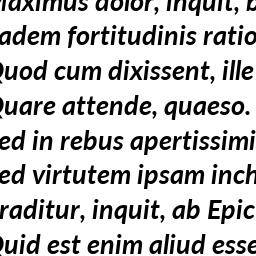 Maximus dolor, inquit, b
adem fortitudinis ratio
Quod cum dixissent, ille
Quare attende, quaeso.
ed in rebus apertissimi
ed virtutem ipsam inch
raditur, inquit, ab Epic
Quid est enim aliud esse